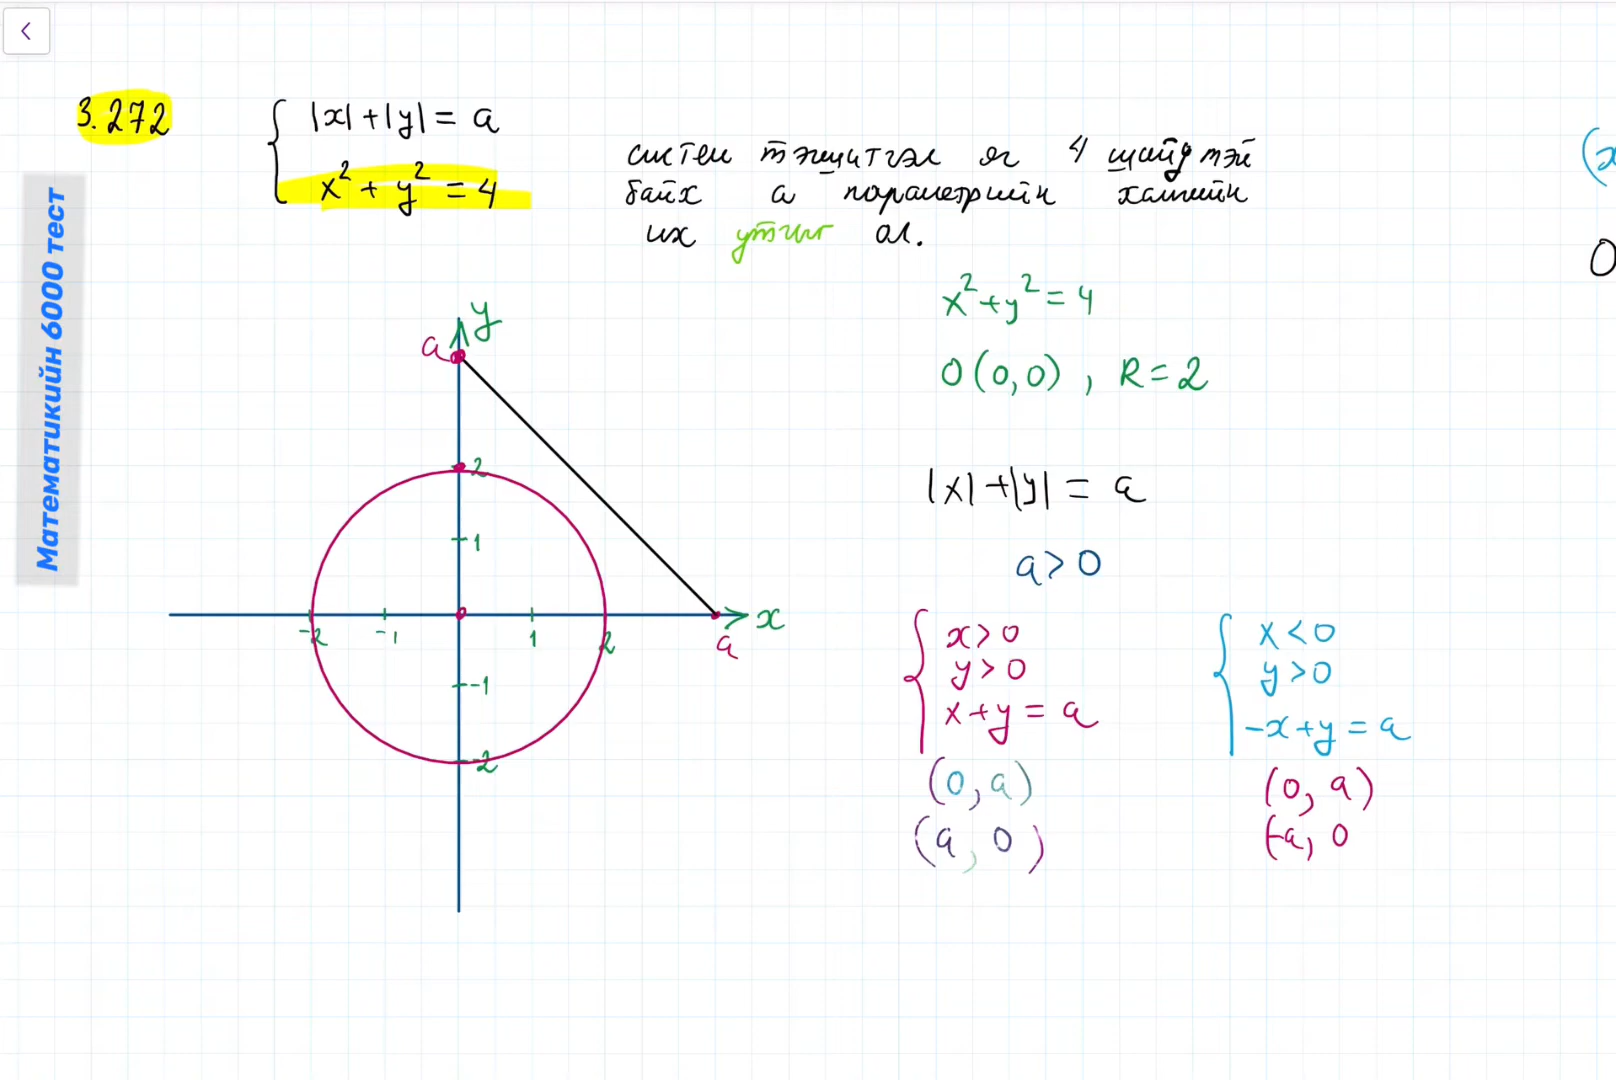 3.272
|x|+|y|= a
x² + y² = 4
систем тэгшитгэл яг 4 шийдтэй
байх a параметрийн хамгийн
их утгыг ол.
Математикийн 6000 тест
x²+y²=4
O(0,0), R=2
|x|+|y| = a
a>0
x>0
y>0
x+y = a
(0, a)
(a, 0)
x<0
y>0
-x+y = a
(0, a)
(-a, 0
y
a
2
1
-2
-1
1
2
a
x
-1
-2
(x
0